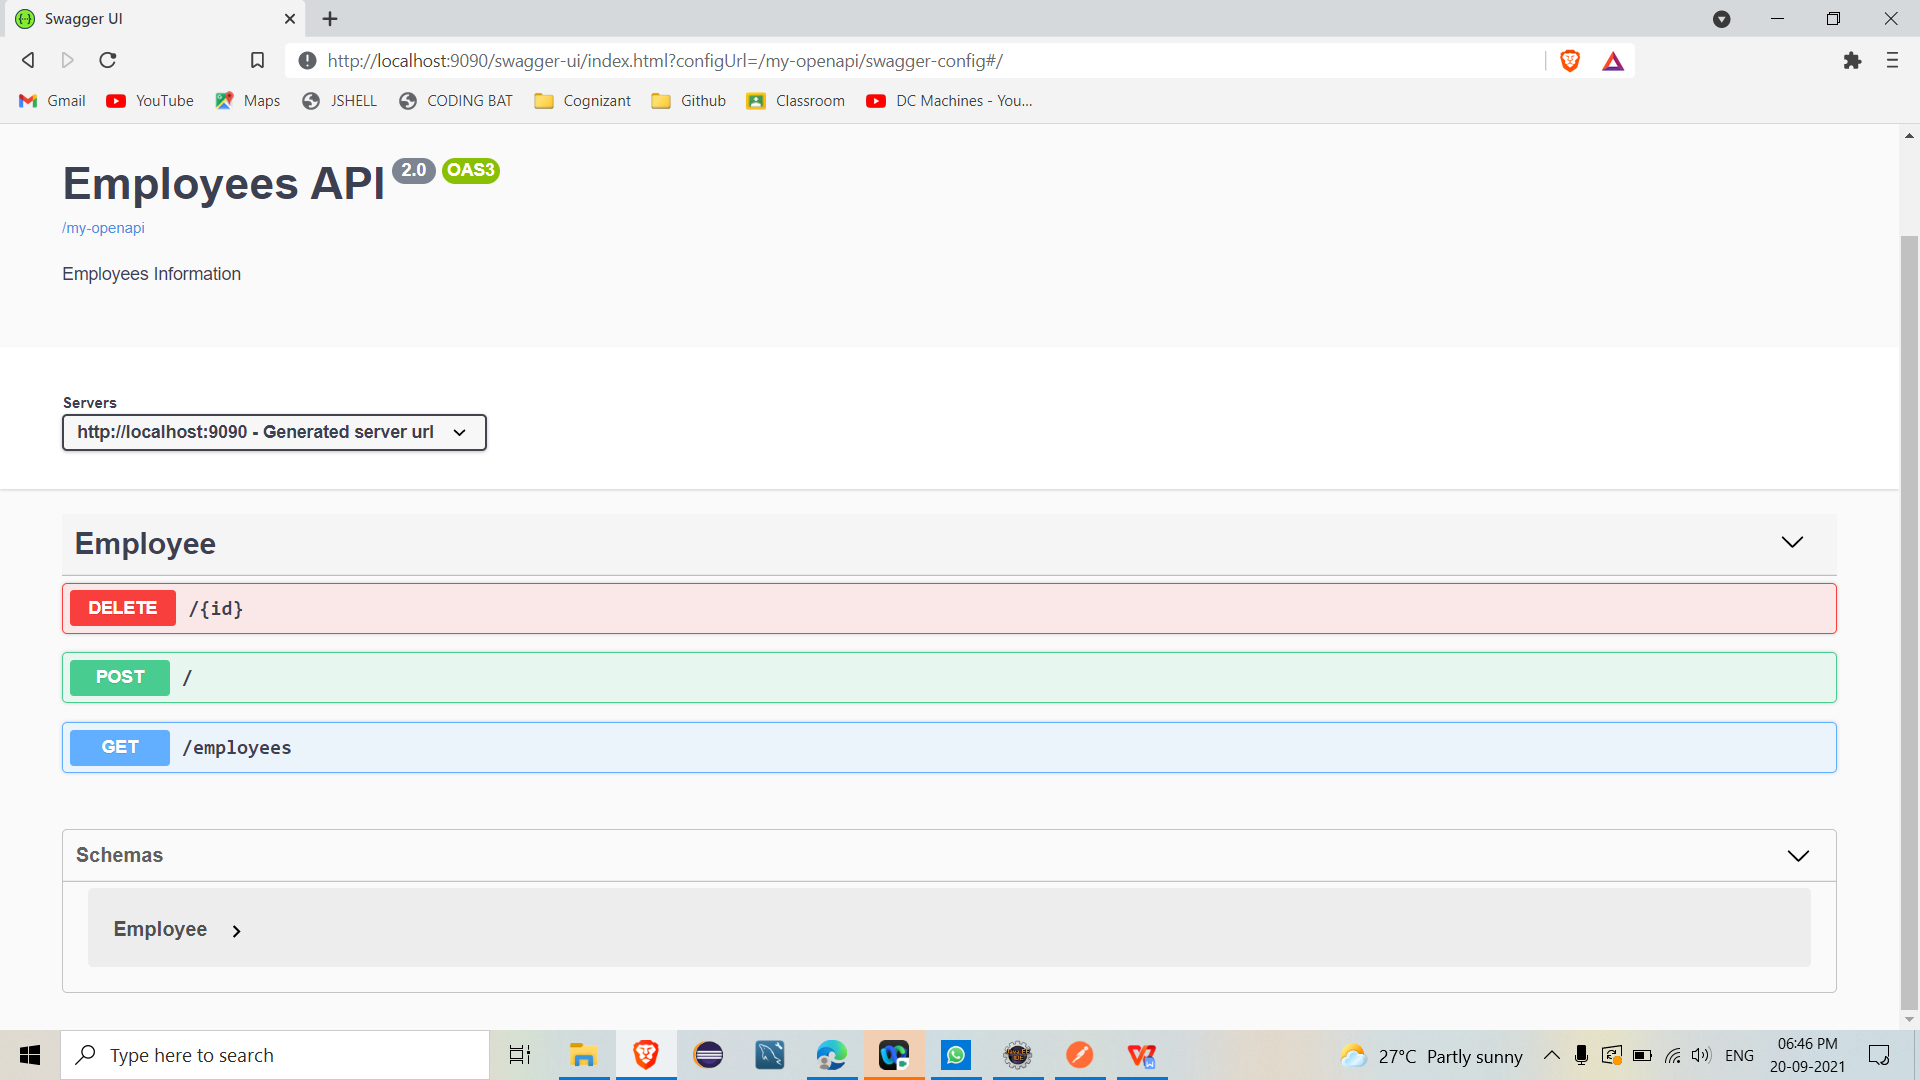 Swagger UI
http://localhost:9090/swagger-ui/index.html?configUrl=/my-openapi/swagger-config#/
Gmail YouTube Maps JSHELL CODING BAT Cognizant Github Classroom DC Machines - You...
Employees API 2.0 OAS3
/my-openapi
Employees Information
Servers
http://localhost:9090 - Generated server url
Employee
DELETE /{id}
POST /
GET /employees
Schemas
Employee
Type here to search
27°C Partly sunny
ENG
06:46 PM
20-09-2021